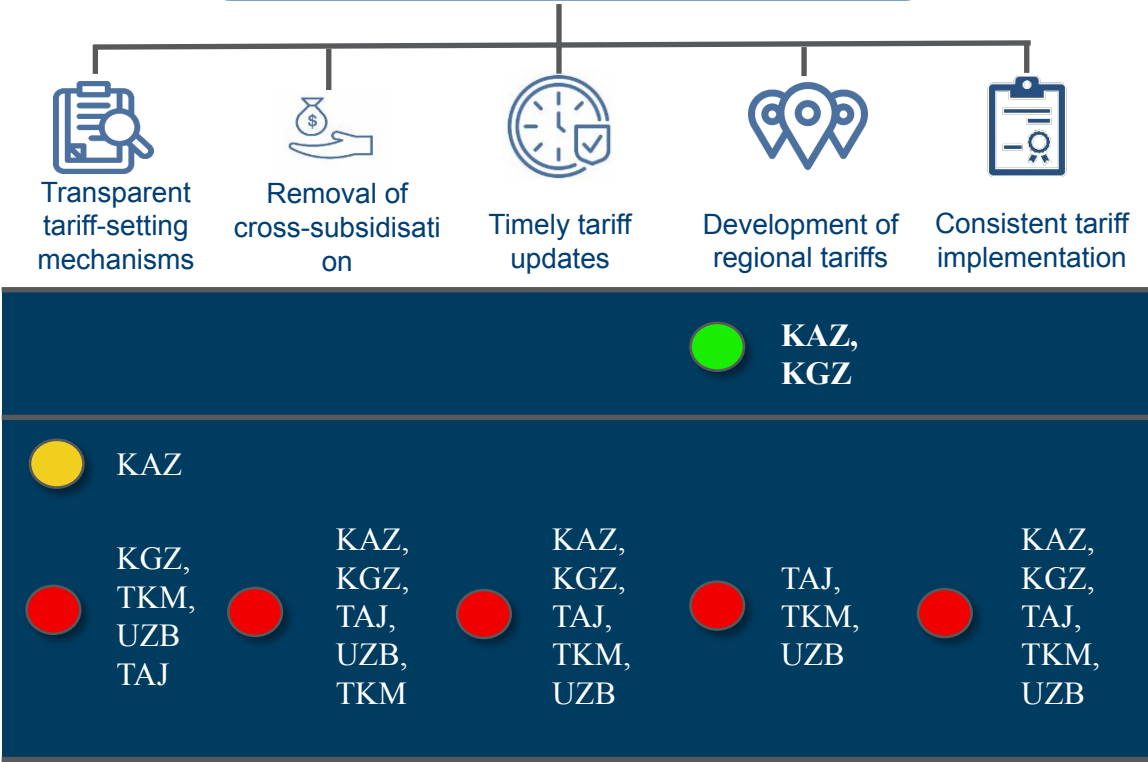 Transparent
tariff-setting
mechanisms
Removal of
cross-subsidisati
on
Timely tariff
updates
Development of
regional tariffs
Consistent tariff
implementation
KAZ,
KGZ
KAZ
KGZ,
TKM,
UZB
TAJ
KAZ,
KGZ,
TAJ,
UZB,
TKM
KAZ,
KGZ,
TAJ,
TKM,
UZB
TAJ,
TKM,
UZB
KAZ,
KGZ,
TAJ,
TKM,
UZB
$